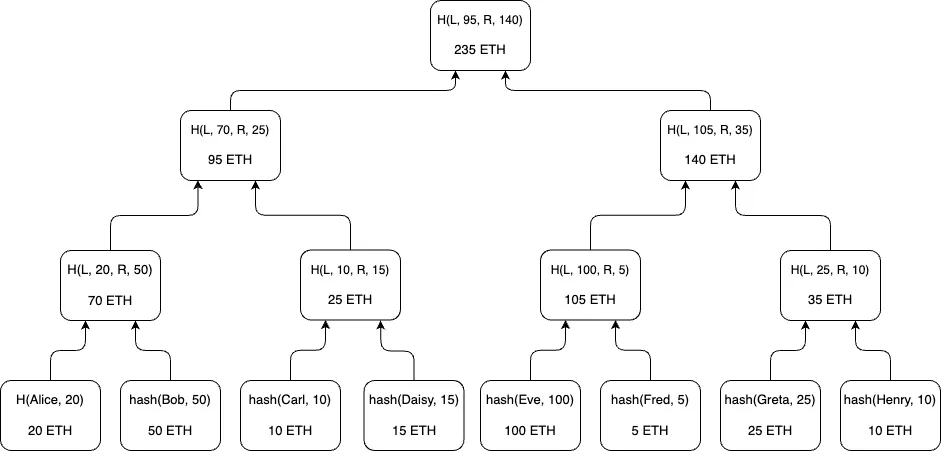 H(L, 95, R, 140)
235 ETH
H(L, 70, R, 25)
95 ETH
H(L, 105, R, 35)
140 ETH
H(L, 20, R, 50)
70 ETH
H(L, 10, R, 15)
25 ETH
H(L, 100, R, 5)
105 ETH
H(L, 25, R, 10)
35 ETH
H(Alice, 20)
20 ETH
hash(Bob, 50)
50 ETH
hash(Carl, 10)
10 ETH
hash(Daisy, 15)
15 ETH
hash(Eve, 100)
100 ETH
hash(Fred, 5)
5 ETH
hash(Greta, 25)
25 ETH
hash(Henry, 10)
10 ETH